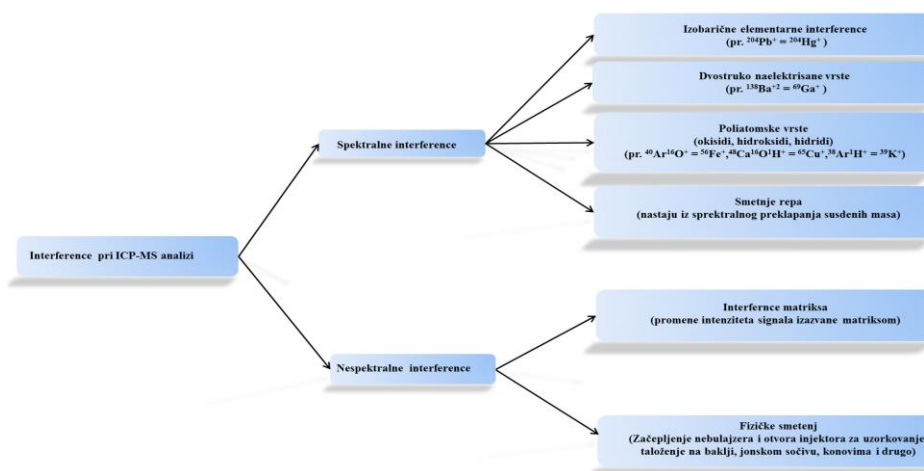 Izobarične elementarne interference
(pr. ²⁰⁴Pb⁺ = ²⁰⁴Hg⁺ )
Dvostruko naelektrisane vrste
(pr. ¹³⁸Ba⁺² = ⁶⁹Ga⁺ )
Poliatomske vrste
(okisidi, hidroksidi, hidridi)
(pr. ⁴⁰Ar¹⁶O⁺ = ⁵⁶Fe⁺,⁴⁸Ca¹⁶O¹H⁺ = ⁶⁵Cu⁺,³⁸Ar¹H⁺ = ³⁹K⁺)
Spektralne interference
Smetnje repa
(nastaju iz sprektralnog preklapanja susdenih masa)
Interference pri ICP-MS analizi
Interfernce matriksa
(promene intenziteta signala izazvane matriksom)
Nespektralne interference
Fizičke smetenj
(Začepljenje nebulajzera i otvora injektora za uzorkovanje
taloženje na baklji, jonskom sočivu, konovima i drugo)